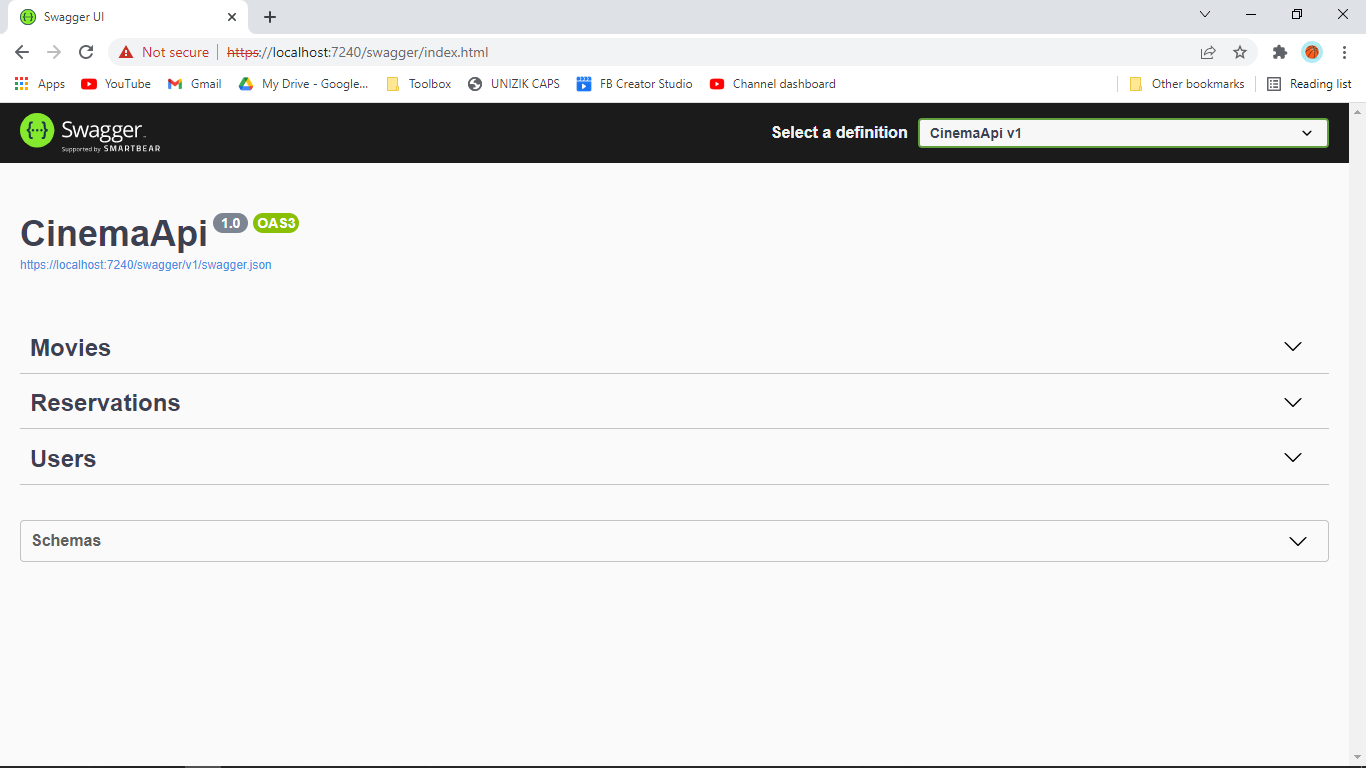 Swagger UI
Not secure https://localhost:7240/swagger/index.html
Apps YouTube Gmail My Drive - Google... Toolbox UNIZIK CAPS FB Creator Studio Channel dashboard Other bookmarks Reading list
{···} Swagger. Select a definition CinemaApi v1
Supported by SMARTBEAR
CinemaApi 1.0 OAS3
https://localhost:7240/swagger/v1/swagger.json
Movies
Reservations
Users
Schemas